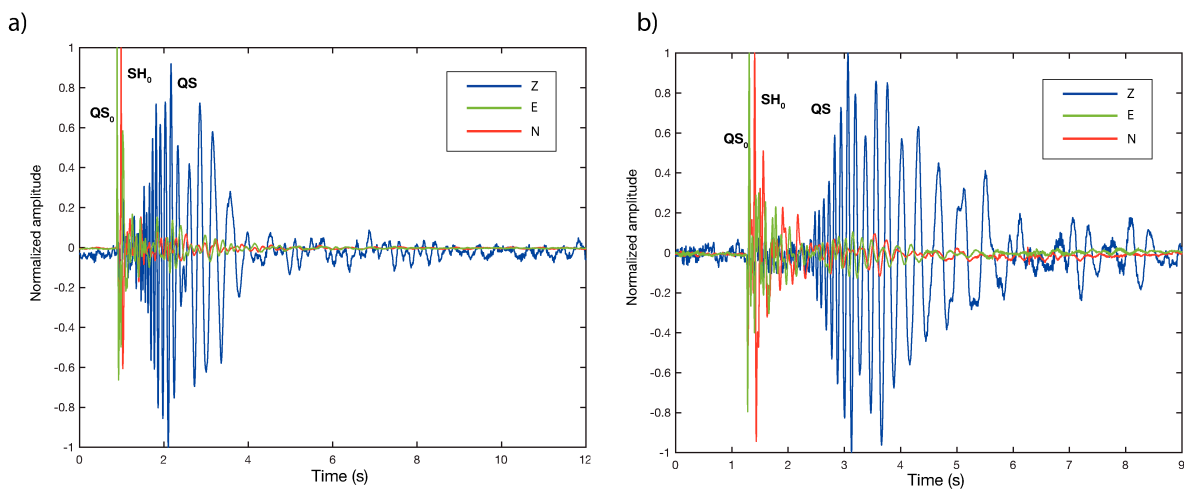 a)
1
0.8
0.6
0.4
0.2
0
-0.2
-0.4
-0.6
-0.8
-1
0 2 4 6 8 10 12
Normalized amplitude
Time (s)
QS0
SH0
QS
Z
E
N
b)
1
0.8
0.6
0.4
0.2
0
-0.2
-0.4
-0.6
-0.8
-1
0 1 2 3 4 5 6 7 8 9
Normalized amplitude
Time (s)
QS0
SH0
QS
Z
E
N